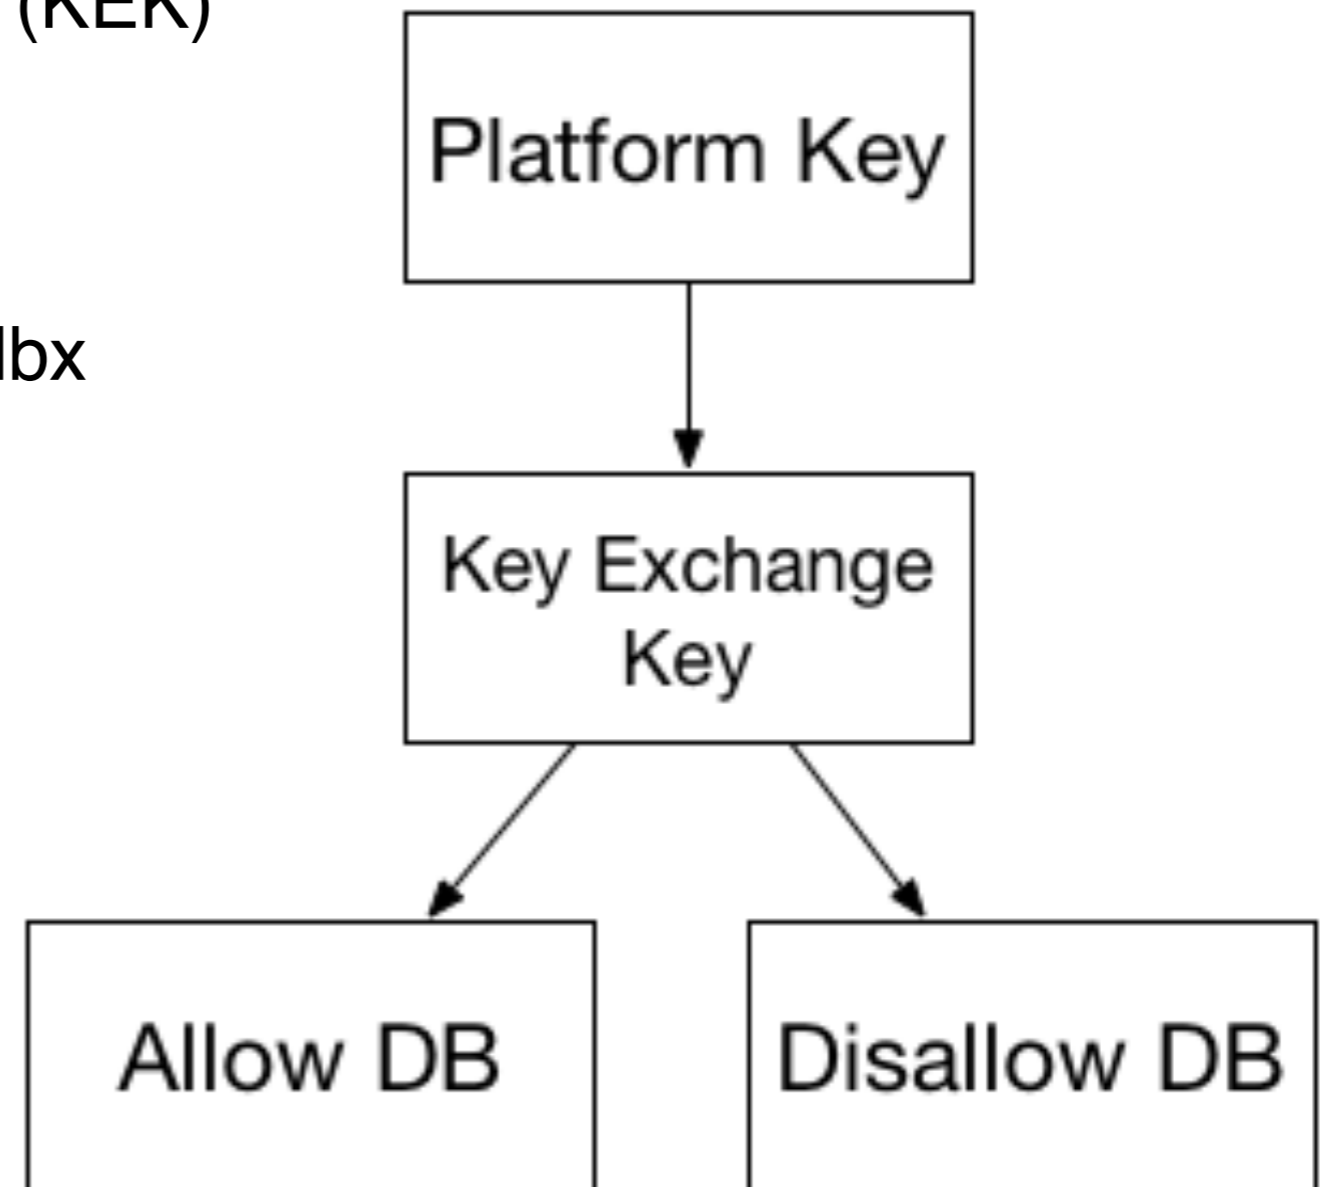 (KEK)
Platform Key
dbx
Key Exchange
Key
Allow DB
Disallow DB